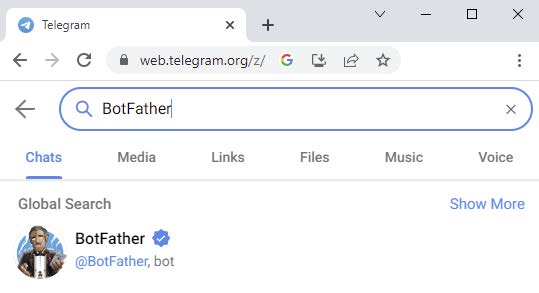 Telegram
web.telegram.org/z/
BotFather
Chats Media Links Files Music Voice
Global Search Show More
BotFather
@BotFather, bot